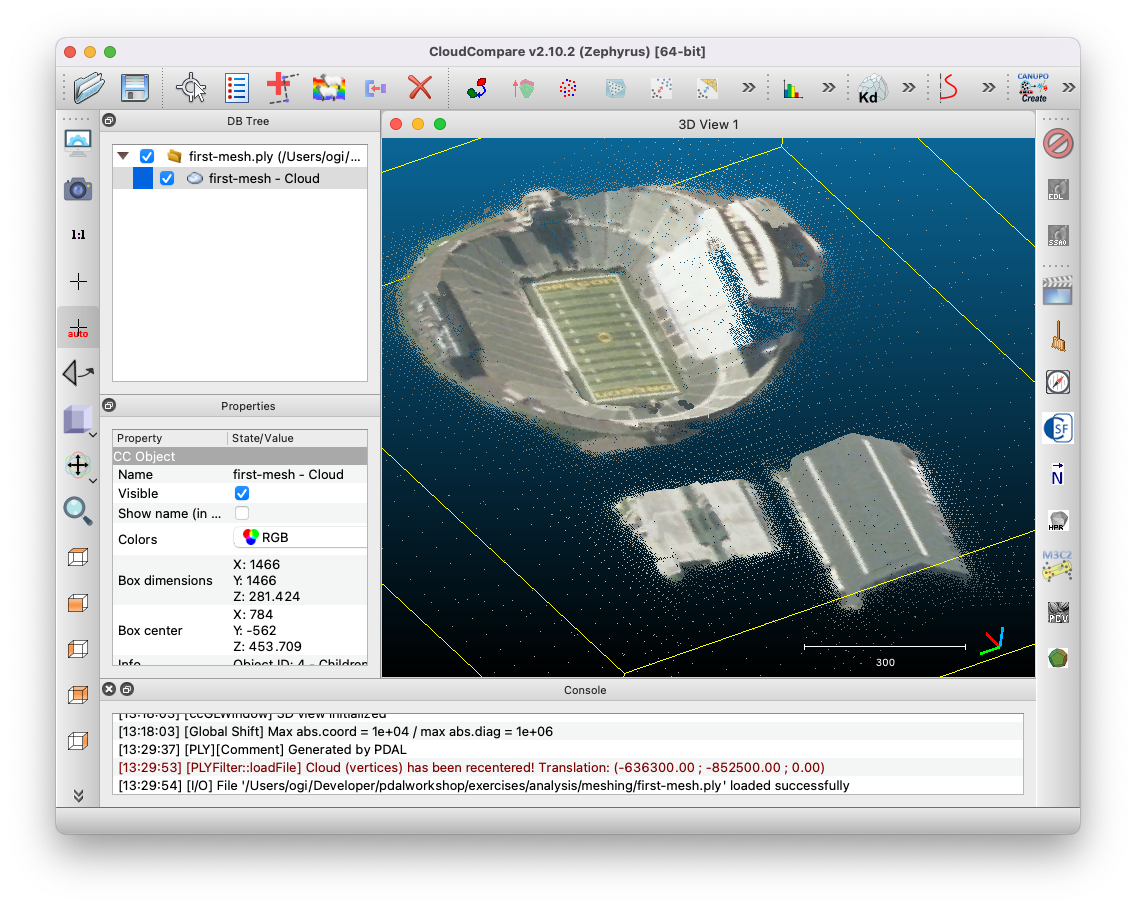 CloudCompare v2.10.2 (Zephyrus) [64-bit]
Kd
CANUPO
Create
DB Tree
first-mesh.ply (/Users/ogi/...
first-mesh - Cloud
3D View 1
1:1
auto
Properties
Property State/Value
CC Object
Name first-mesh - Cloud
Visible
Show name (in ...
Colors RGB
Box dimensions
X: 1466
Y: 1466
Z: 281.424
Box center
X: 784
Y: -562
Z: 453.709
Info Object ID: 4 - Children
300
EDL
SSAO
CSF
N
HPR
M3C2
PCV
Console
[13:18:03] [ccGLWindow] 3D view initialized
[13:18:03] [Global Shift] Max abs.coord = 1e+04 / max abs.diag = 1e+06
[13:29:37] [PLY][Comment] Generated by PDAL
[13:29:53] [PLYFilter::loadFile] Cloud (vertices) has been recentered! Translation: (-636300.00 ; -852500.00 ; 0.00)
[13:29:54] [I/O] File '/Users/ogi/Developer/pdalworkshop/exercises/analysis/meshing/first-mesh.ply' loaded successfully